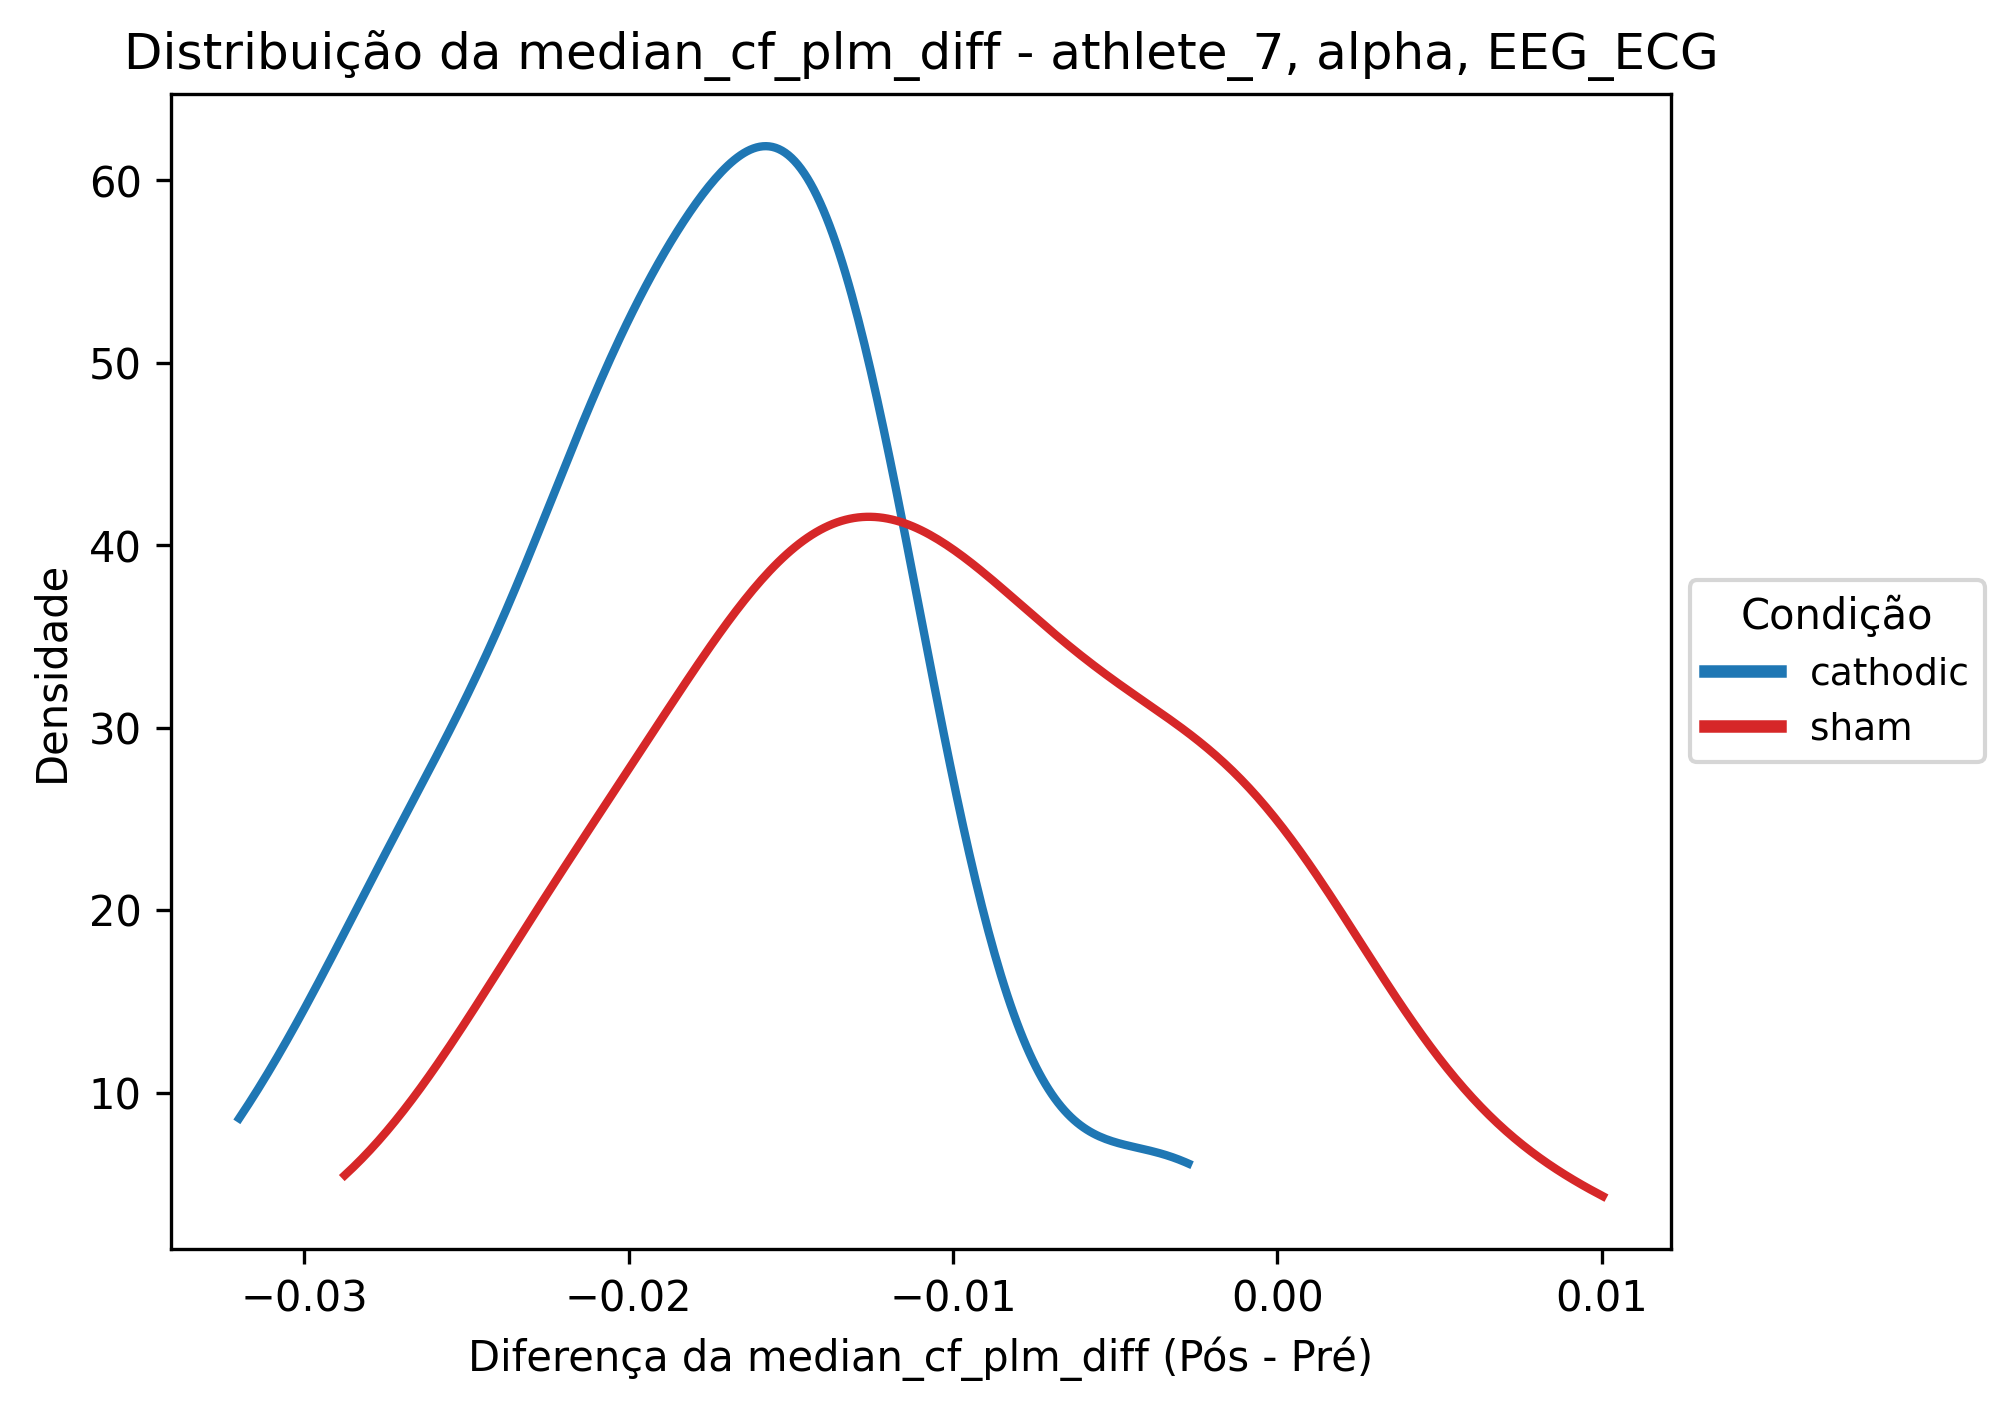 Distribuição da median_cf_plm_diff - athlete_7, alpha, EEG_ECG
60
50
40
30
20
10
Densidade
−0.03
−0.02
−0.01
0.00
0.01
Diferença da median_cf_plm_diff (Pós - Pré)
Condição
cathodic
sham